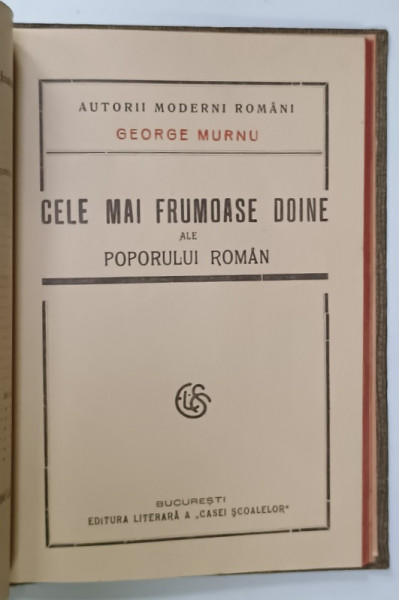 AUTORII MODERNI ROMÂNI
GEORGE MURNU
CELE MAI FRUMOASE DOINE
ALE
POPORULUI ROMÂN
BUCUREȘTI
EDITURA LITERARĂ A „CASEI ȘCOALELOR"